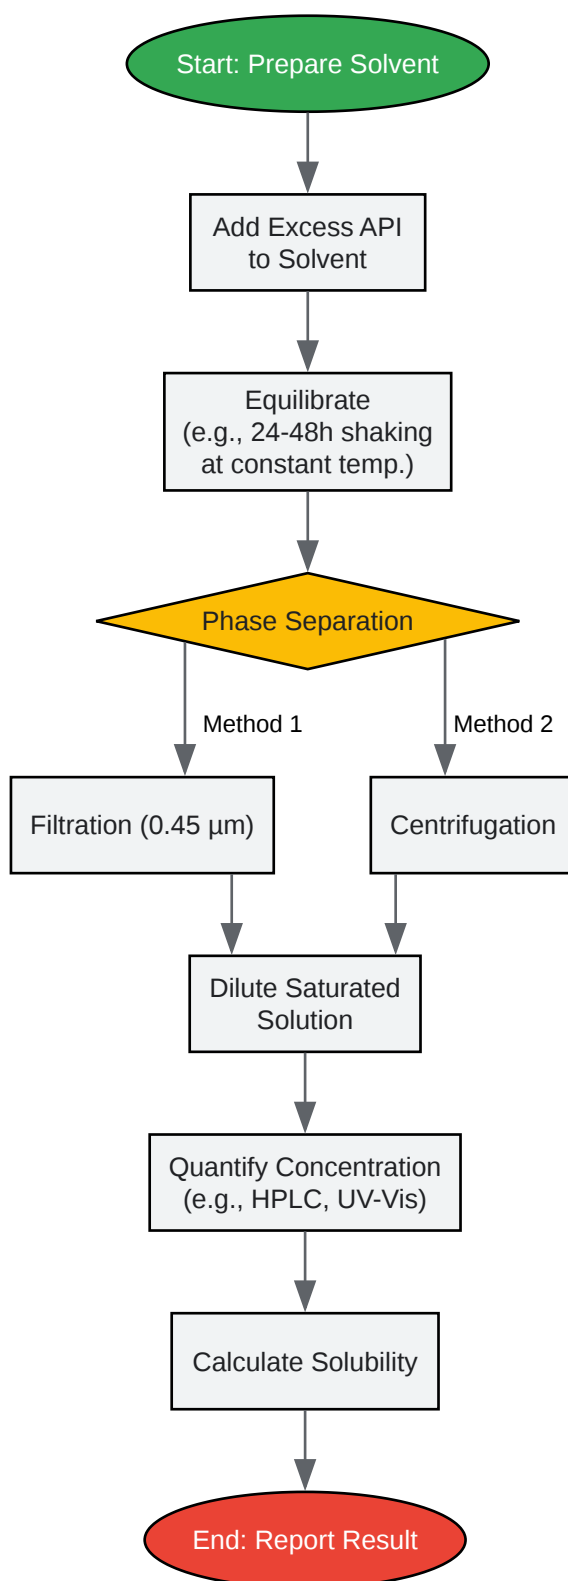 Start: Prepare Solvent
Add Excess API
to Solvent
Equilibrate
(e.g., 24-48h shaking
at constant temp.)
Phase Separation
Method 1
Method 2
Filtration (0.45 µm)
Centrifugation
Dilute Saturated
Solution
Quantify Concentration
(e.g., HPLC, UV-Vis)
Calculate Solubility
End: Report Result